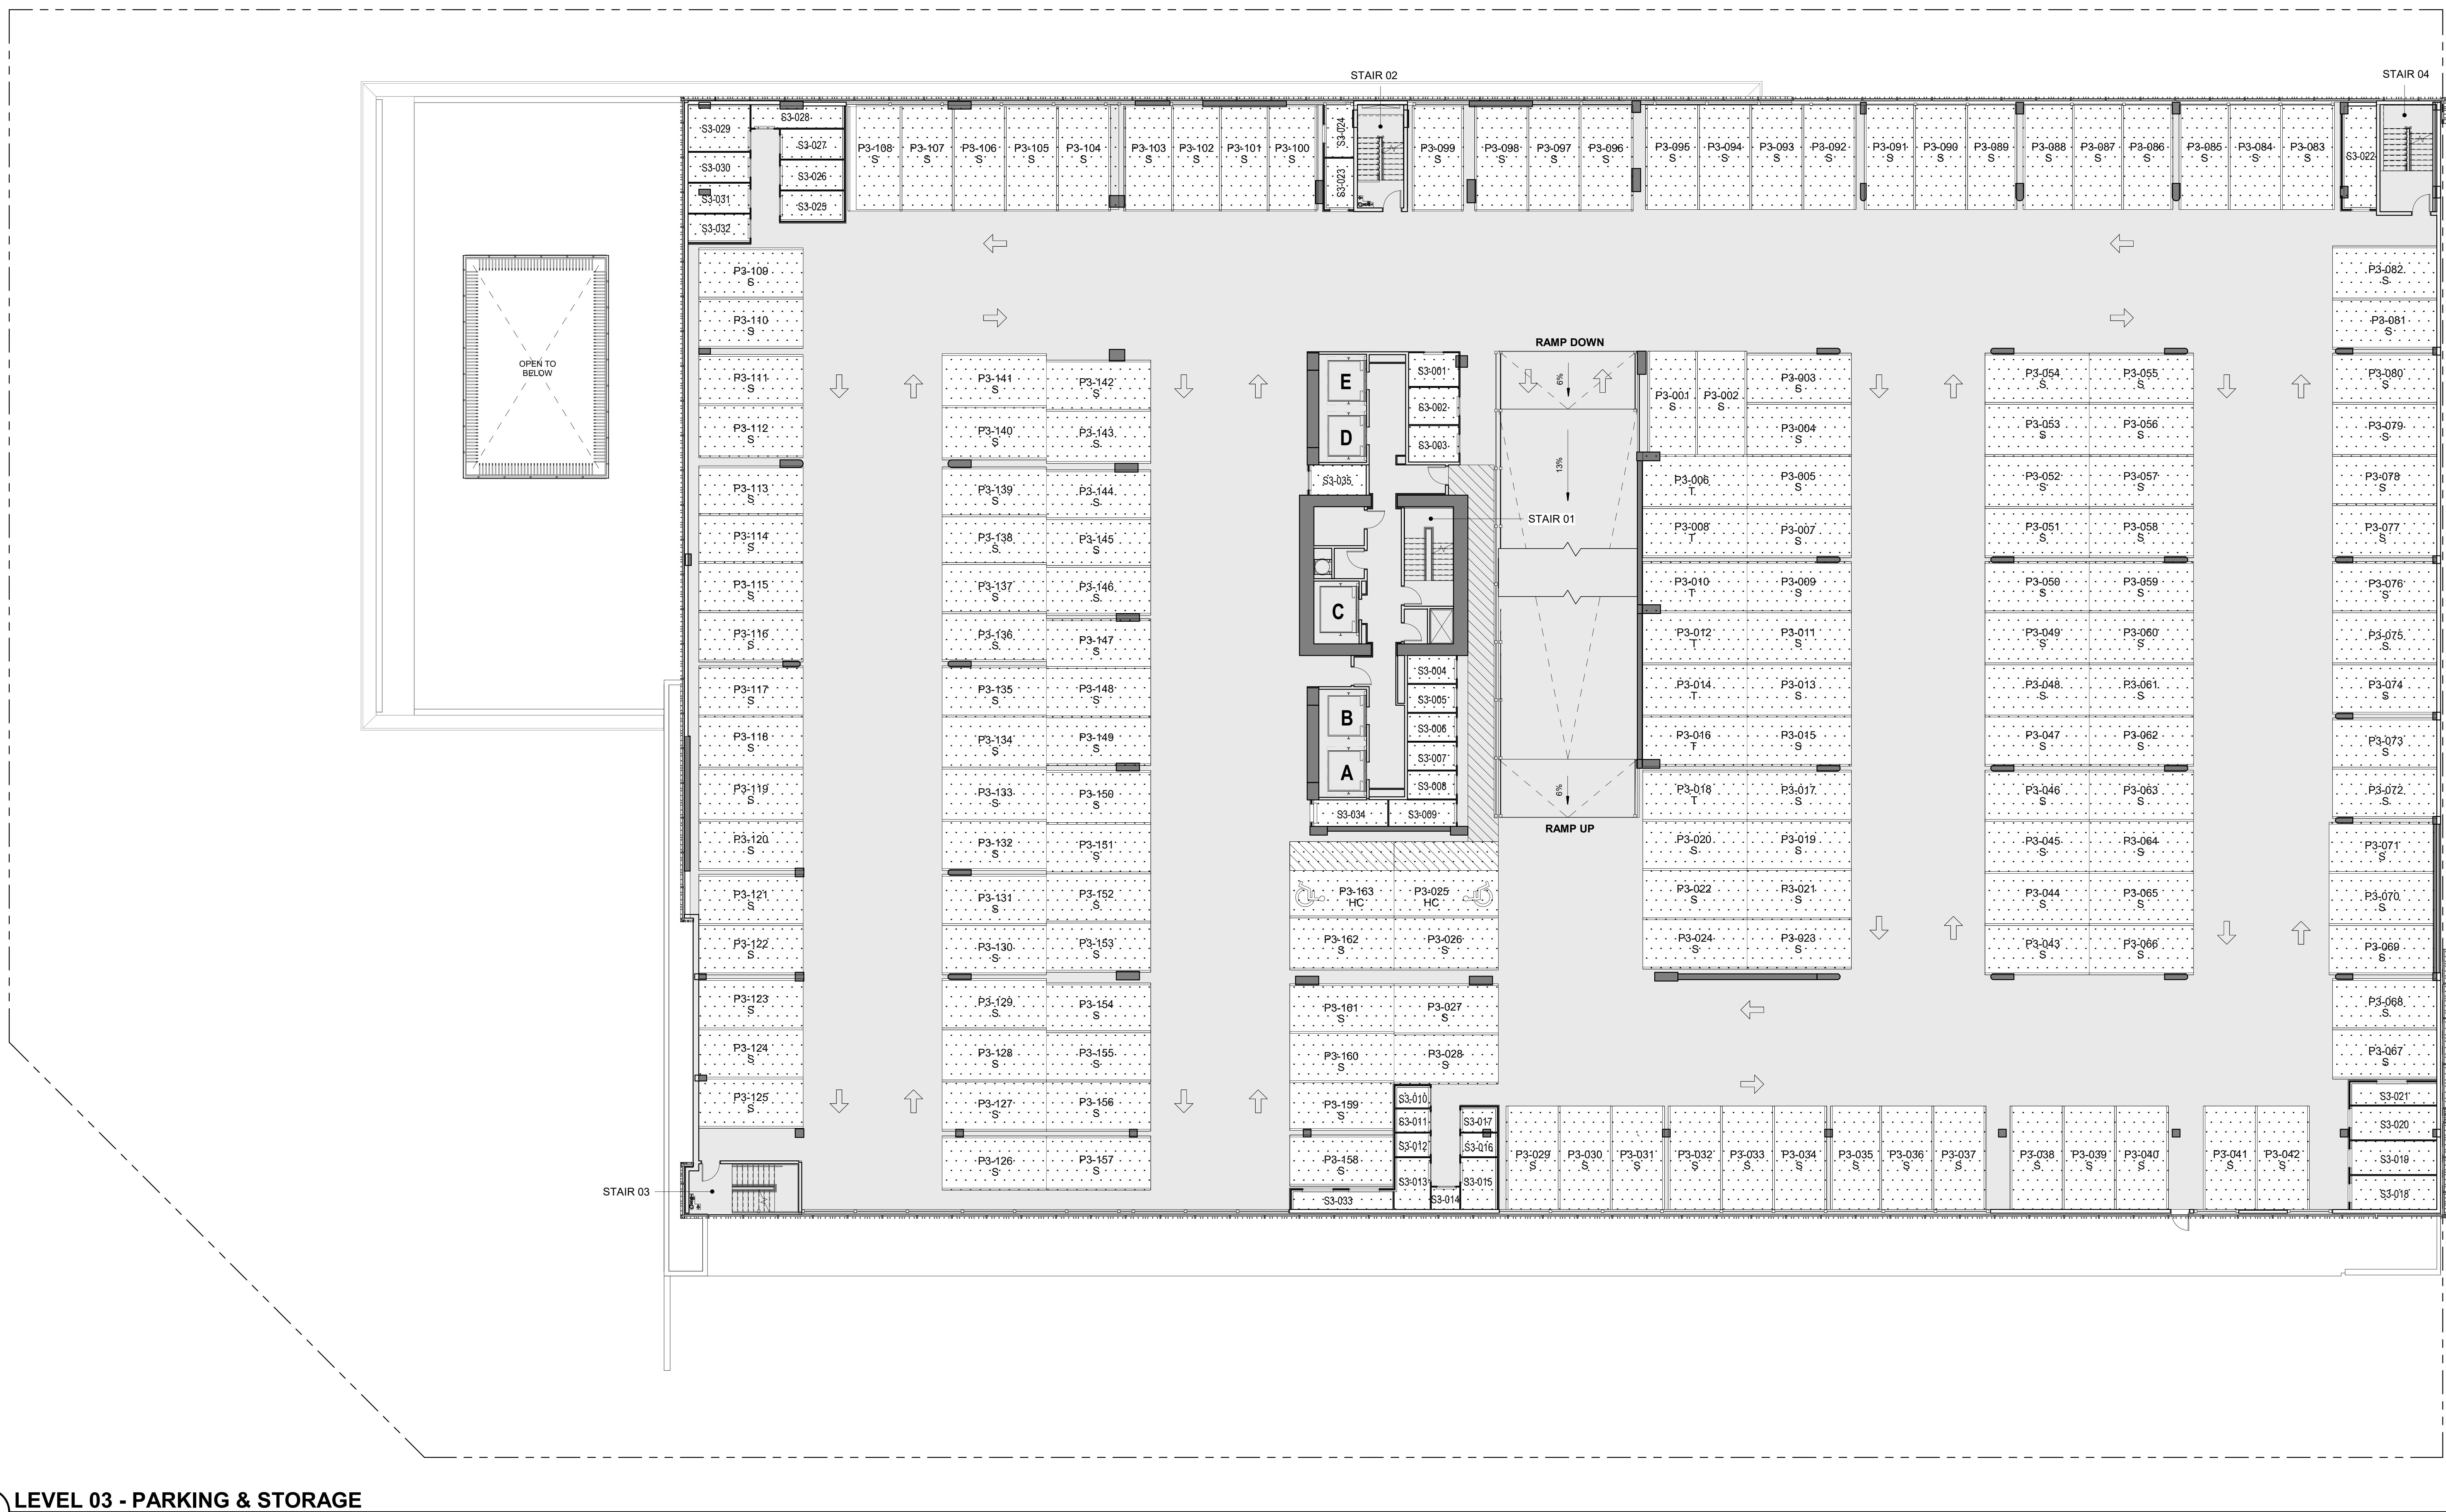 STAIR 02
STAIR 04
S3-029
S3-028
S3-027
S3-030
S3-026
S3-031
S3-025
S3-032
P3-108
S
P3-107
S
P3-106
S
P3-105
S
P3-104
S
P3-103
S
P3-102
S
P3-101
S
P3-100
S
S3-024
S3-023
P3-099
S
P3-098
S
P3-097
S
P3-096
S
P3-095
S
P3-094
S
P3-093
S
P3-092
S
P3-091
S
P3-090
S
P3-089
S
P3-088
S
P3-087
S
P3-086
S
P3-085
S
P3-084
S
P3-083
S
S3-022
OPEN TO
BELOW
P3-109
S
P3-110
S
P3-111
S
P3-112
S
P3-113
S
P3-114
S
P3-115
S
P3-116
S
P3-117
S
P3-118
S
P3-119
S
P3-120
S
P3-121
S
P3-122
S
P3-123
S
P3-124
S
P3-125
S
STAIR 03
P3-141
S
P3-140
S
P3-139
S
P3-138
S
P3-137
S
P3-136
S
P3-135
S
P3-134
S
P3-133
S
P3-132
S
P3-131
S
P3-130
S
P3-129
S
P3-128
S
P3-127
S
P3-126
S
P3-142
S
P3-143
S
P3-144
S
P3-145
S
P3-146
S
P3-147
S
P3-148
S
P3-149
S
P3-150
S
P3-151
S
P3-152
S
P3-153
S
P3-154
S
P3-155
S
P3-156
S
P3-157
S
E
D
S3-001
S3-002
S3-003
S3-035
STAIR 01
C
S3-004
S3-005
S3-006
S3-007
S3-008
B
A
S3-034
S3-009
RAMP DOWN
6%
13%
6%
RAMP UP
P3-163
HC
P3-025
HC
P3-162
S
P3-026
S
P3-161
S
P3-027
S
P3-160
S
P3-028
S
P3-159
S
P3-158
S
S3-010
S3-011
S3-012
S3-013
S3-014
S3-015
S3-016
S3-017
S3-033
P3-001
S
P3-002
S
P3-003
S
P3-004
S
P3-006
T
P3-005
S
P3-008
T
P3-007
S
P3-010
T
P3-009
S
P3-012
T
P3-011
S
P3-014
T
P3-013
S
P3-016
T
P3-015
S
P3-018
T
P3-017
S
P3-020
S
P3-019
S
P3-022
S
P3-021
S
P3-024
S
P3-023
S
P3-054
S
P3-055
S
P3-053
S
P3-056
S
P3-052
S
P3-057
S
P3-051
S
P3-058
S
P3-050
S
P3-059
S
P3-049
S
P3-060
S
P3-048
S
P3-061
S
P3-047
S
P3-062
S
P3-046
S
P3-063
S
P3-045
S
P3-064
S
P3-044
S
P3-065
S
P3-043
S
P3-066
S
P3-082
S
P3-081
S
P3-080
S
P3-079
S
P3-078
S
P3-077
S
P3-076
S
P3-075
S
P3-074
S
P3-073
S
P3-072
S
P3-071
S
P3-070
S
P3-069
S
P3-068
S
P3-067
S
S3-021
S3-020
S3-019
S3-018
P3-029
S
P3-030
S
P3-031
S
P3-032
S
P3-033
S
P3-034
S
P3-035
S
P3-036
S
P3-037
S
P3-038
S
P3-039
S
P3-040
S
P3-041
S
P3-042
S
LEVEL 03 - PARKING & STORAGE